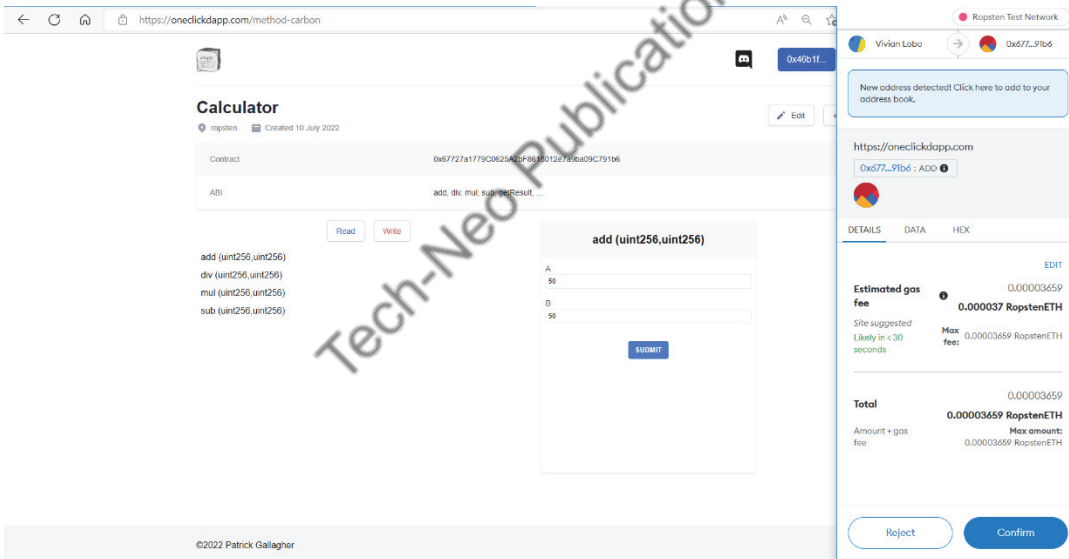 https://oneclickdapp.com/method-carbon
0x46b1f...
Calculator
ropsten Created 10 July 2022
Edit
Contract 0x67727a1779C0625A2bF8618012e7a9ba09C791b6
ABI add, div, mul, sub, getResult, ...
Read Write
add (uint256,uint256)
div (uint256,uint256)
mul (uint256,uint256)
sub (uint256,uint256)
add (uint256,uint256)
A
50
B
50
SUBMIT
©2022 Patrick Gallagher
Tech-Neo Publication
Ropsten Test Network
Vivian Lobo 0x677...91b6
New address detected! Click here to add to your
address book.
https://oneclickdapp.com
0x677...91b6 : ADD
DETAILS DATA HEX
EDIT
Estimated gas
fee
0.00003659
0.000037 RopstenETH
Site suggested
Likely in < 30
seconds
Max
fee:
0.00003659 RopstenETH
Total
0.00003659
0.00003659 RopstenETH
Amount + gas
fee
Max amount:
0.00003659 RopstenETH
Reject Confirm